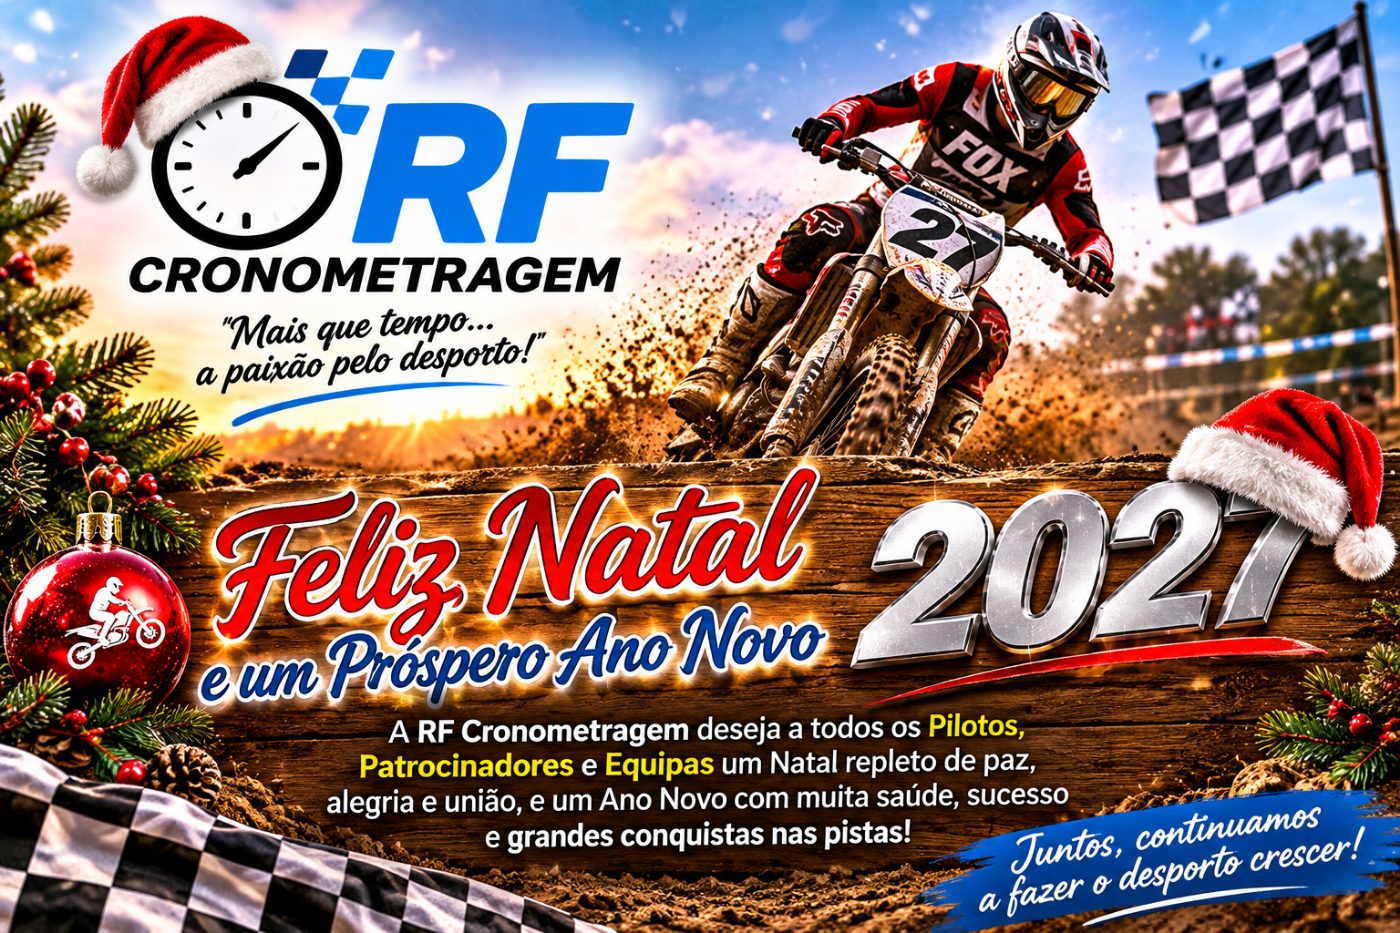 RF
CRONOMETRAGEM
"Mais que tempo...
a paixão pelo desporto!"
FOX
27
Feliz Natal
e um Próspero Ano Novo
2027
A RF Cronometragem deseja a todos os Pilotos,
Patrocinadores e Equipas um Natal repleto de paz,
alegria e união, e um Ano Novo com muita saúde, sucesso
e grandes conquistas nas pistas!
Juntos, continuamos
a fazer o desporto crescer!